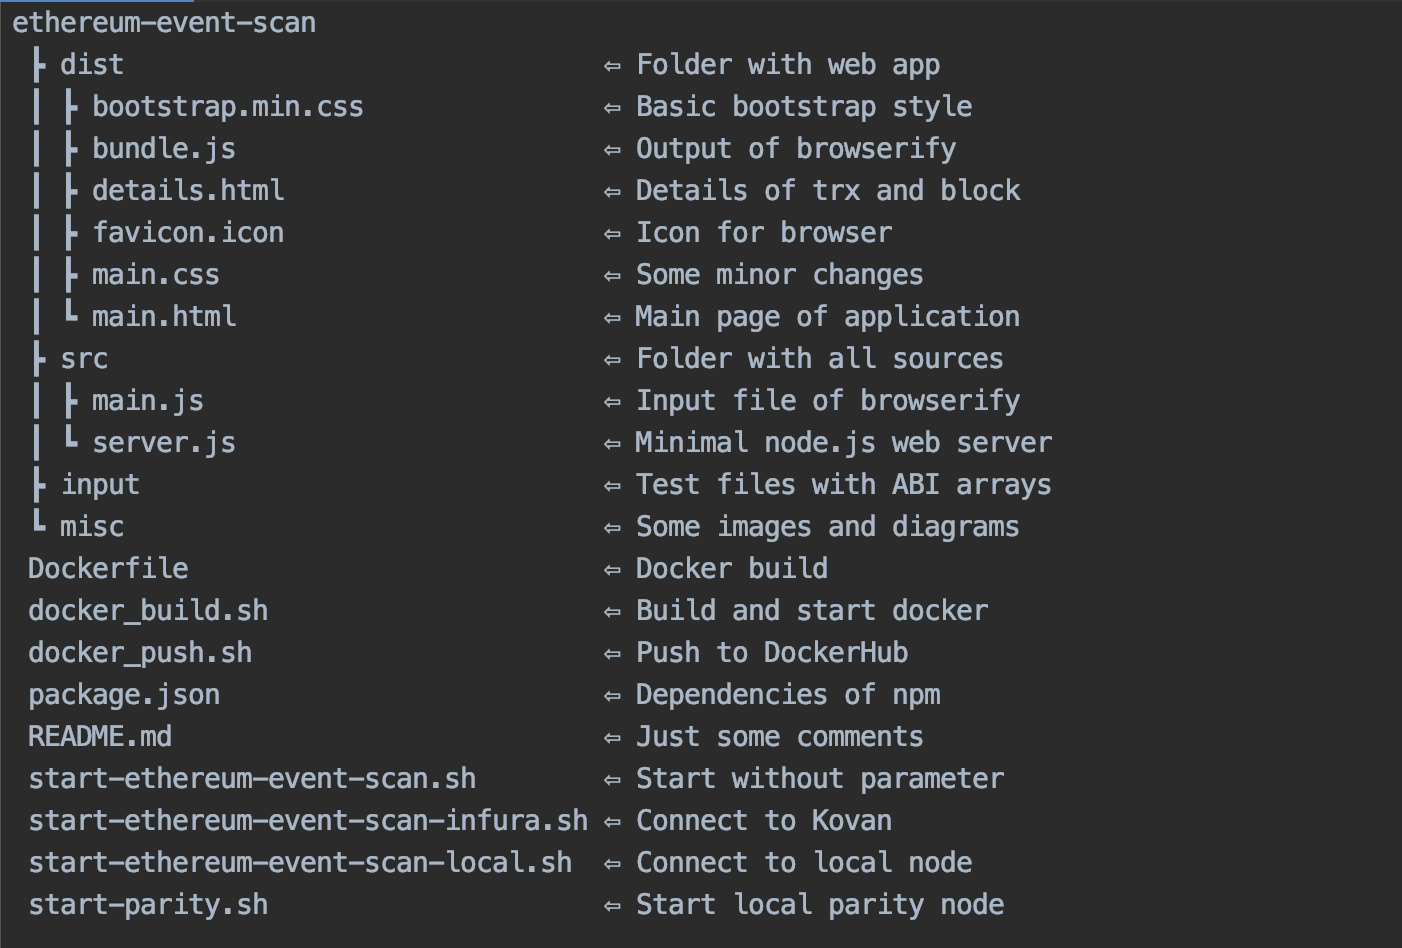 ethereum-event-scan
┣ dist ⇦ Folder with web app
┃ ┣ bootstrap.min.css ⇦ Basic bootstrap style
┃ ┣ bundle.js ⇦ Output of browserify
┃ ┣ details.html ⇦ Details of trx and block
┃ ┣ favicon.icon ⇦ Icon for browser
┃ ┣ main.css ⇦ Some minor changes
┃ ┗ main.html ⇦ Main page of application
┣ src ⇦ Folder with all sources
┃ ┣ main.js ⇦ Input file of browserify
┃ ┗ server.js ⇦ Minimal node.js web server
┣ input ⇦ Test files with ABI arrays
┗ misc ⇦ Some images and diagrams
Dockerfile ⇦ Docker build
docker_build.sh ⇦ Build and start docker
docker_push.sh ⇦ Push to DockerHub
package.json ⇦ Dependencies of npm
README.md ⇦ Just some comments
start-ethereum-event-scan.sh ⇦ Start without parameter
start-ethereum-event-scan-infura.sh ⇦ Connect to Kovan
start-ethereum-event-scan-local.sh ⇦ Connect to local node
start-parity.sh ⇦ Start local parity node